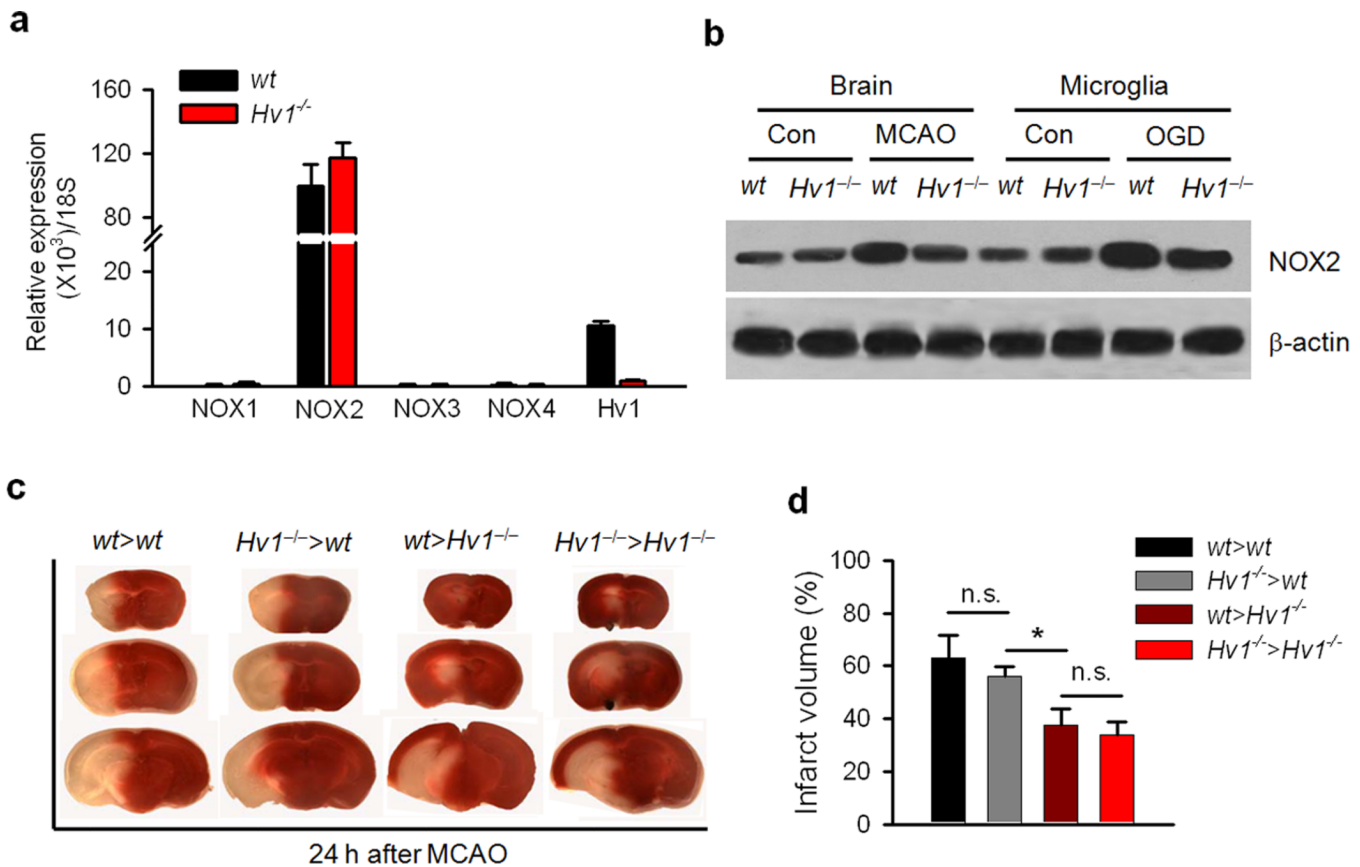 a
wt
Hv1-/-
Relative expression
(X10³)/18S
160
120
80
20
10
0
NOX1 NOX2 NOX3 NOX4 Hv1
b
Brain Microglia
Con MCAO Con OGD
wt Hv1–/– wt Hv1–/– wt Hv1–/– wt Hv1–/–
NOX2
β-actin
c
wt>wt Hv1–/–>wt wt>Hv1–/– Hv1–/–>Hv1–/–
24 h after MCAO
d
wt>wt
Hv1-/->wt
wt>Hv1-/-
Hv1-/->Hv1-/-
Infarct volume (%)
100
80
60
40
20
0
n.s.
*
n.s.